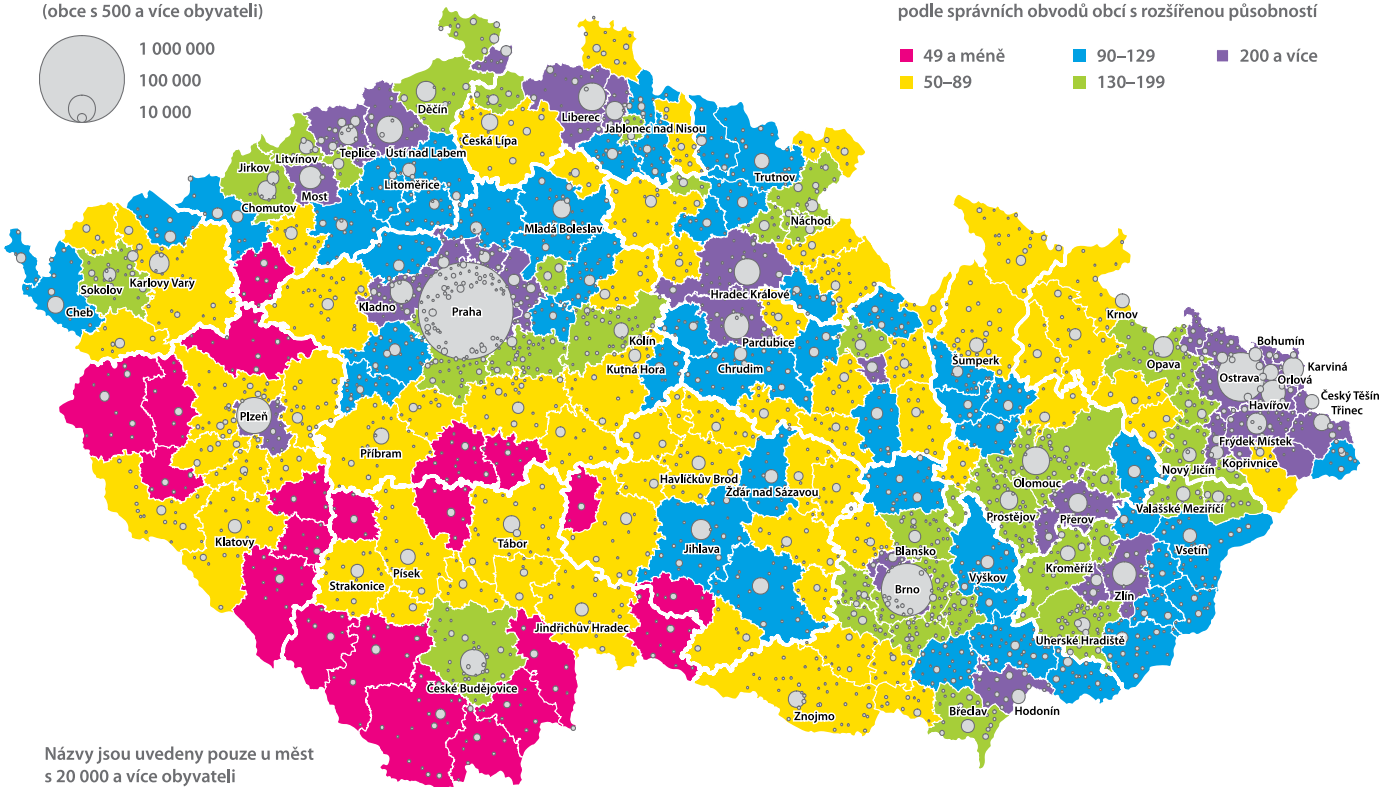 (obce s 500 a více obyvateli)
1 000 000
100 000
10 000
podle správních obvodů obcí s rozšířenou působností
49 a méně
50–89
90–129
130–199
200 a více
Děčín
Liberec
Jablonec nad Nisou
Česká Lípa
Ústí nad Labem
Teplice
Litvínov
Jirkov
Most
Chomutov
Litoměřice
Trutnov
Náchod
Mladá Boleslav
Sokolov
Karlovy Vary
Cheb
Kladno
Praha
Hradec Králové
Pardubice
Kolín
Kutná Hora
Chrudim
Šumperk
Krnov
Opava
Bohumín
Ostrava
Karviná
Orlová
Havířov
Český Těšín
Třinec
Frýdek Místek
Kopřivnice
Nový Jičín
Plzeň
Příbram
Havlíčkův Brod
Žďár nad Sázavou
Olomouc
Prostějov
Přerov
Valašské Meziříčí
Vsetín
Klatovy
Tábor
Jihlava
Blansko
Vyškov
Kroměříž
Zlín
Strakonice
Písek
Brno
Jindřichův Hradec
Uherské Hradiště
České Budějovice
Znojmo
Břeclav
Hodonín
Názvy jsou uvedeny pouze u měst
s 20 000 a více obyvateli